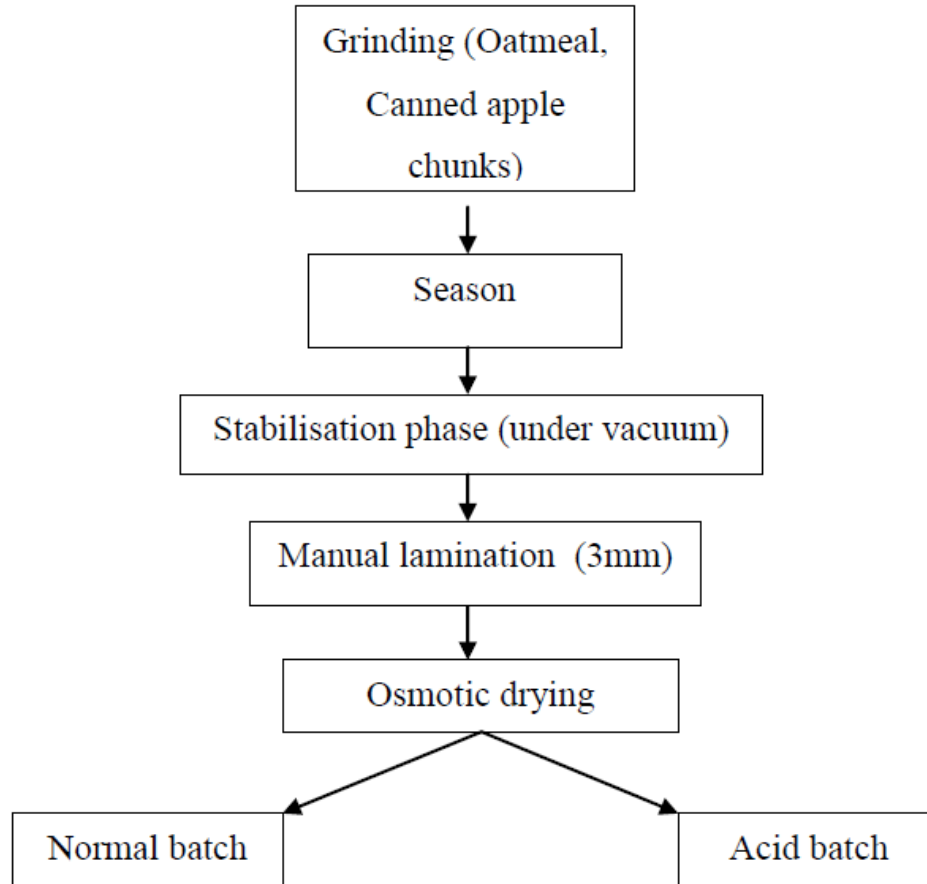 Grinding (Oatmeal,
Canned apple
chunks)
Season
Stabilisation phase (under vacuum)
Manual lamination  (3mm)
Osmotic drying
Normal batch
Acid batch